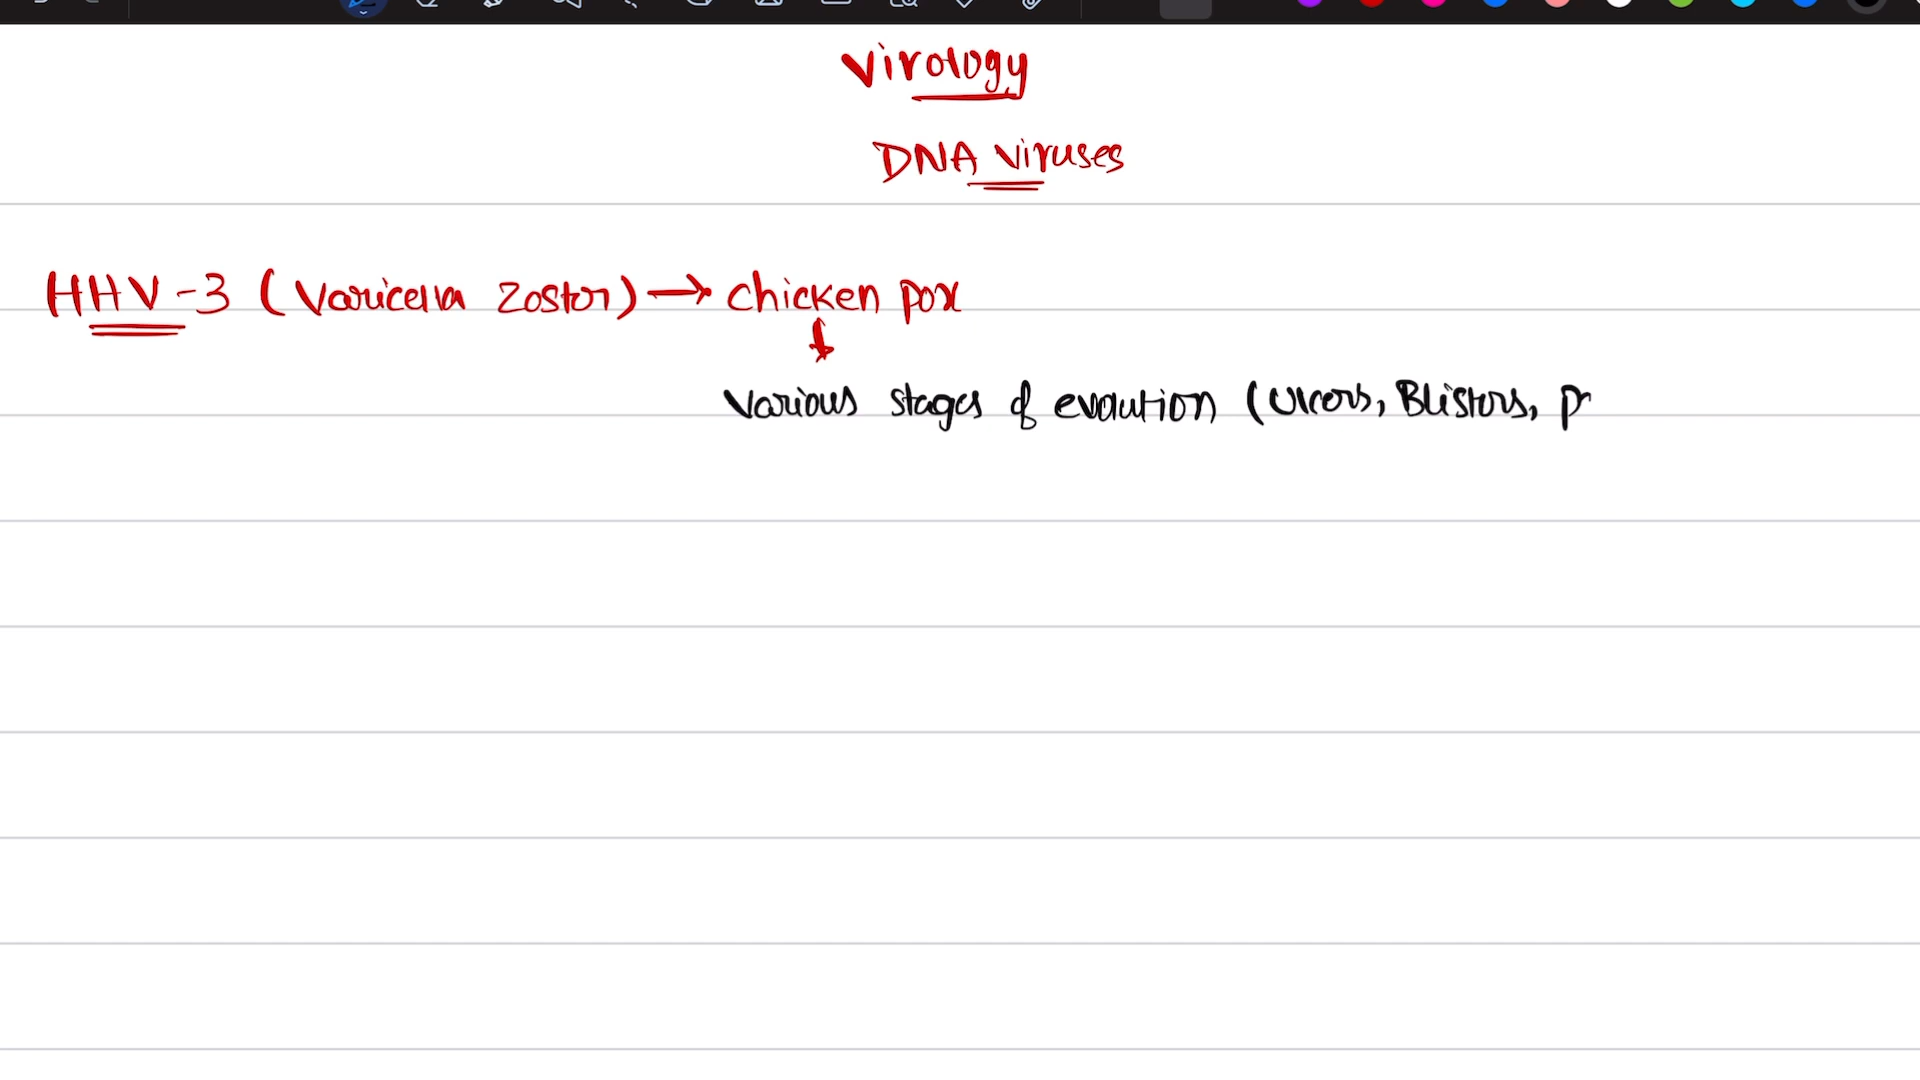 Virology
DNA Viruses
HHV-3 (Varicella Zoster) → Chicken pox
↓
Various stages of evolution (Ulcers, Blisters, p